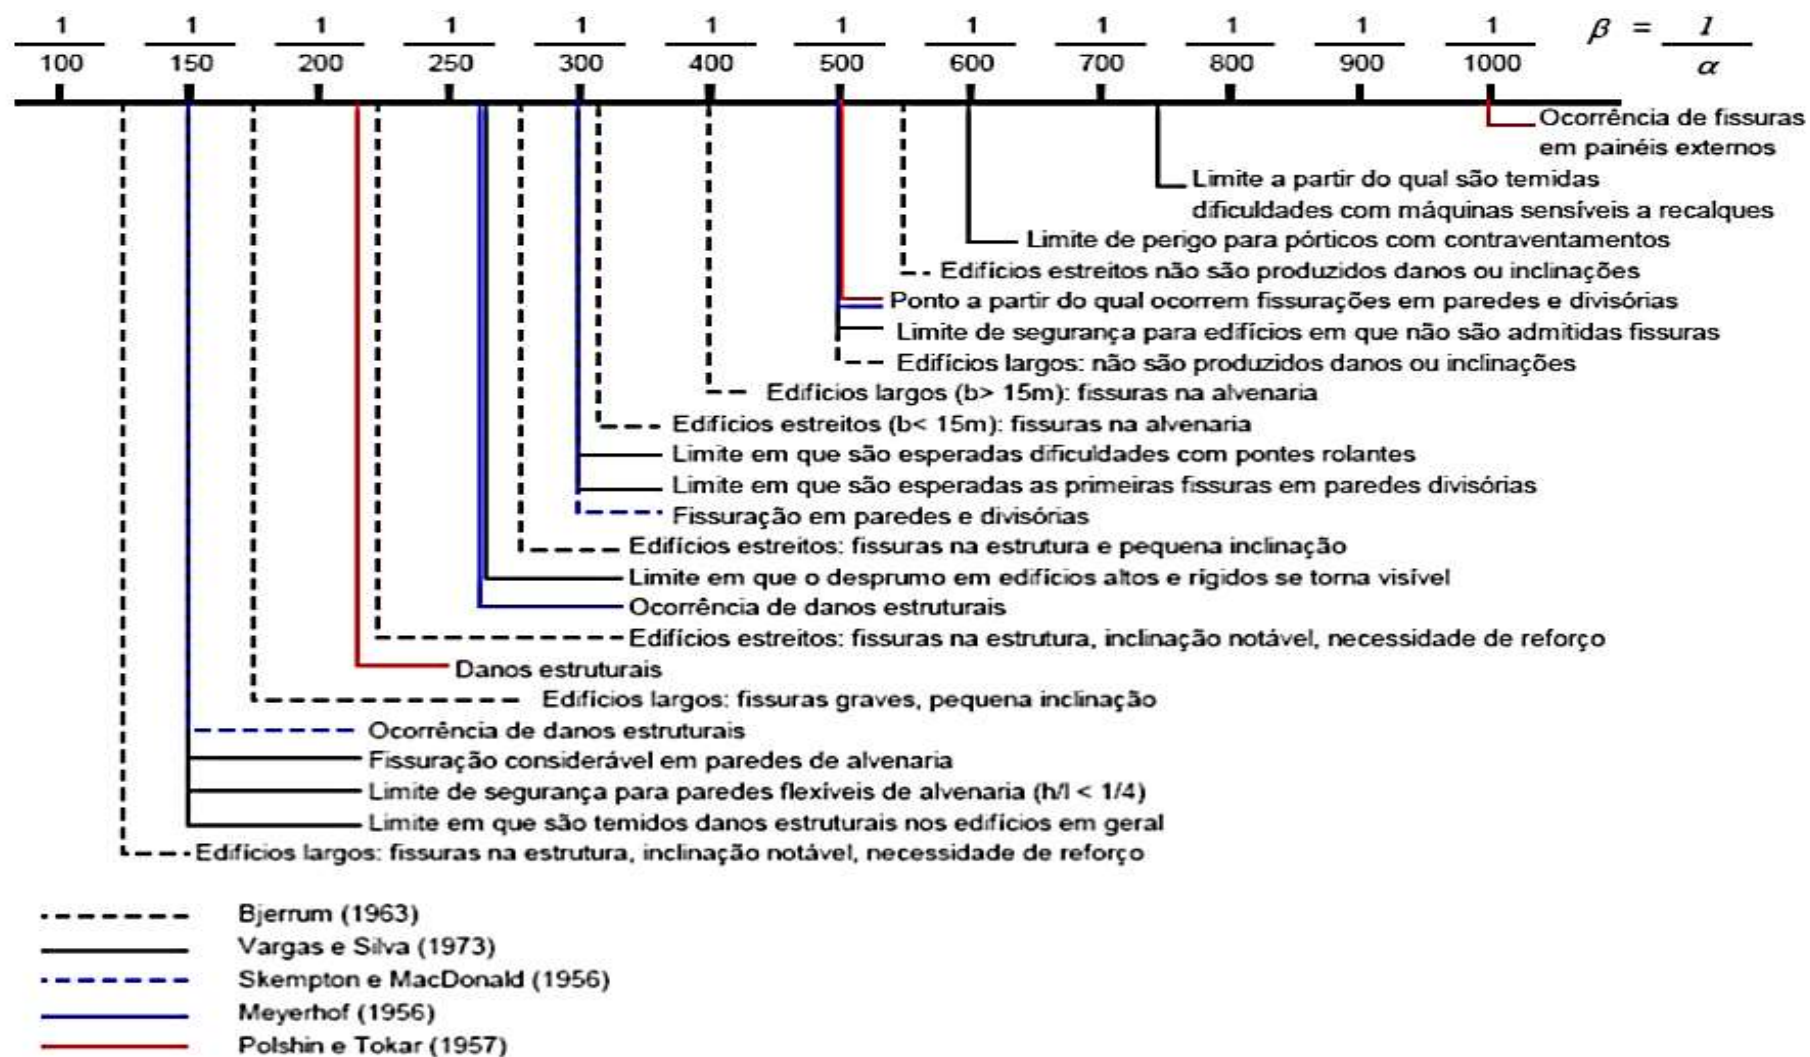 1 1 1 1 1 1 1 1 1 1 1 1 β = l
100 150 200 250 300 400 500 600 700 800 900 1000 α
Ocorrência de fissuras
em painéis externos
Limite a partir do qual são temidas
dificuldades com máquinas sensíveis a recalques
Limite de perigo para pórticos com contraventamentos
Edifícios estreitos não são produzidos danos ou inclinações
Ponto a partir do qual ocorrem fissurações em paredes e divisórias
Limite de segurança para edifícios em que não são admitidas fissuras
Edifícios largos: não são produzidos danos ou inclinações
Edifícios largos (b> 15m): fissuras na alvenaria
Edifícios estreitos (b< 15m): fissuras na alvenaria
Limite em que são esperadas dificuldades com pontes rolantes
Limite em que são esperadas as primeiras fissuras em paredes divisórias
Fissuração em paredes e divisórias
Edifícios estreitos: fissuras na estrutura e pequena inclinação
Limite em que o desprumo em edifícios altos e rígidos se torna visível
Ocorrência de danos estruturais
Edifícios estreitos: fissuras na estrutura, inclinação notável, necessidade de reforço
Danos estruturais
Edifícios largos: fissuras graves, pequena inclinação
Ocorrência de danos estruturais
Fissuração considerável em paredes de alvenaria
Limite de segurança para paredes flexíveis de alvenaria (h/l < 1/4)
Limite em que são temidos danos estruturais nos edifícios em geral
Edifícios largos: fissuras na estrutura, inclinação notável, necessidade de reforço
Bjerrum (1963)
Vargas e Silva (1973)
Skempton e MacDonald (1956)
Meyerhof (1956)
Polshin e Tokar (1957)